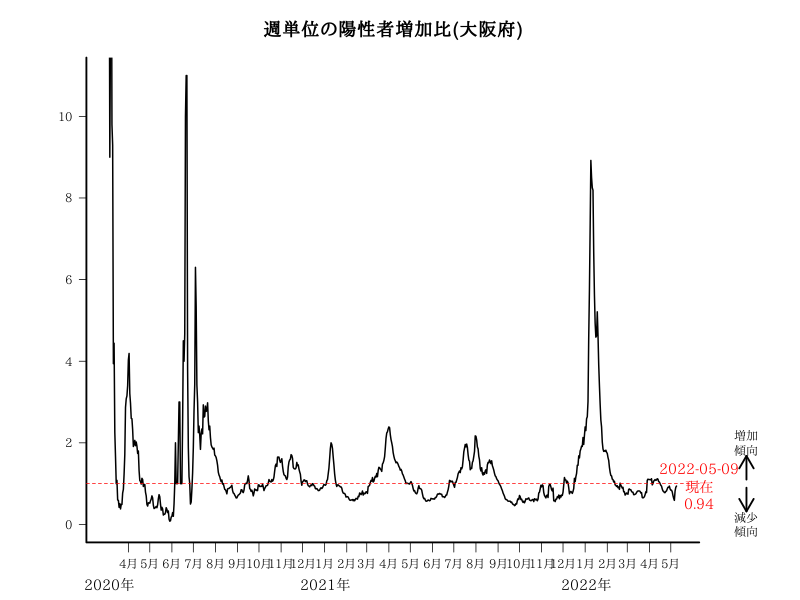 週単位の陽性者増加比(大阪府)
10
8
6
4
2
0
増加
傾向
2022-05-09
現在
0.94
減少
傾向
4月 5月 6月 7月 8月 9月 10月 11月 12月 1月 2月 3月 4月 5月 6月 7月 8月 9月 10月 11月 12月 1月 2月 3月 4月 5月
2020年 2021年 2022年